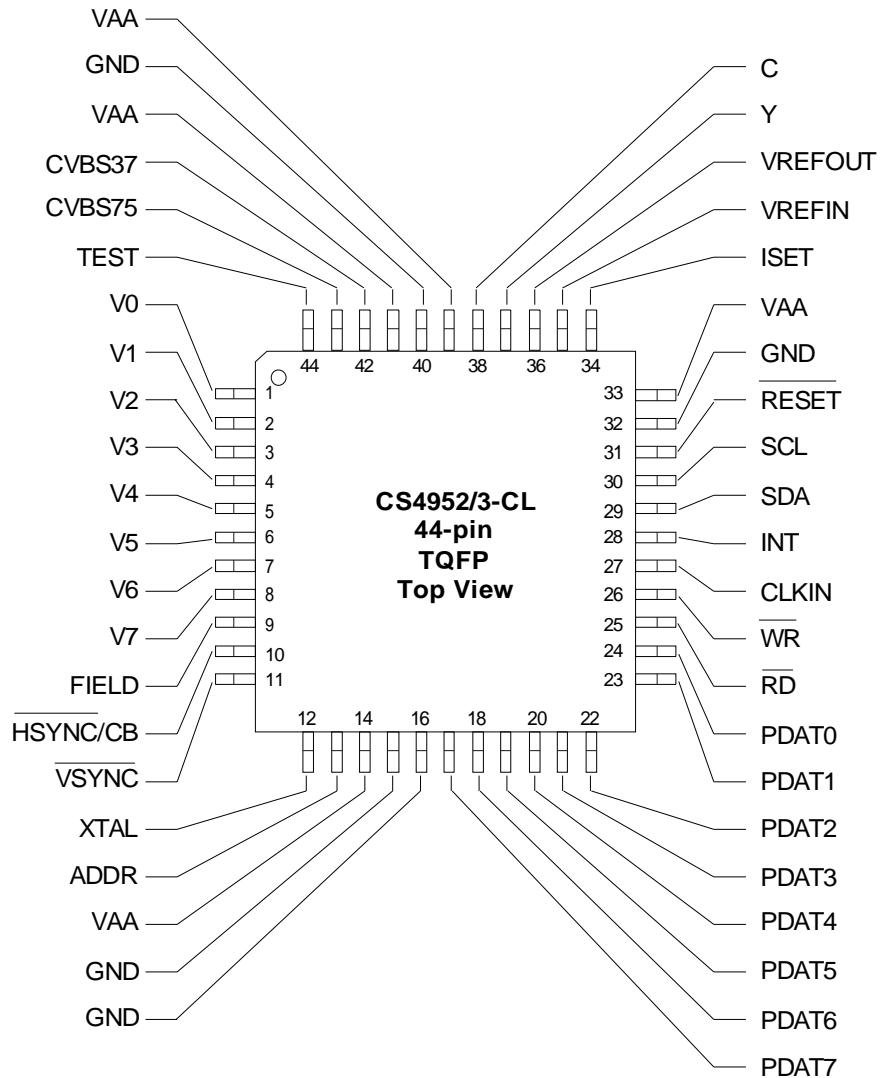 VAA
GND
VAA
CVBS37
CVBS75
TEST
V0
V1
V2
V3
V4
V5
V6
V7
FIELD
HSYNC/CB
VSYNC
XTAL
ADDR
VAA
GND
GND
44 42 40 38 36 34
1
2
3
4
5
6
7
8
9
10
11
CS4952/3-CL
44-pin
TQFP
Top View
33
32
31
30
29
28
27
26
25
24
23
12 14 16 18 20 22
C
Y
VREFOUT
VREFIN
ISET
VAA
GND
RESET
SCL
SDA
INT
CLKIN
WR
RD
PDAT0
PDAT1
PDAT2
PDAT3
PDAT4
PDAT5
PDAT6
PDAT7